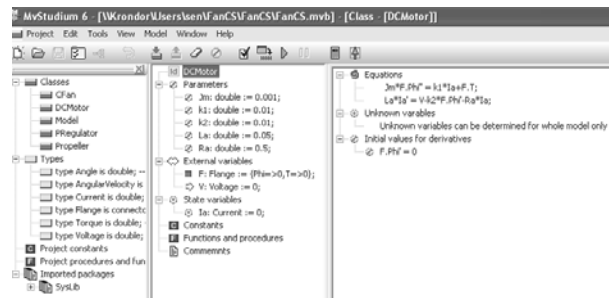 MvStudium 6 - [\\Krondor\Users\sen\FanCS\FanCS\FanCS.mvb] - [Class - [DCMotor]]
Project Edit Tools View Model Window Help
Classes
CFan
DCMotor
Model
PRegulator
Propeller
Types
type Angle is double; --
type AngularVelocity is
type Current is double;
type Flange is connecto
type Torque is double;
type Voltage is double;
Project constants
Project procedures and fun
Imported packages
SysLib
Id DCMotor
Parameters
Jm: double := 0.001;
k1: double := 0.01;
k2: double := 0.01;
La: double := 0.05;
Ra: double := 0.5;
External variables
F: Flange := {Phi=>0,T=>0};
V: Voltage := 0;
State variables
Ia: Current := 0;
Constants
Functions and procedures
Commemnts
Equations
Jm*F.Phi'' = k1*Ia+F.T;
La*Ia' = V-k2*F.Phi'-Ra*Ia;
Unknown varables
Unknown variables can be determined for whole model only
Initial values for derivatives
F.Phi' = 0